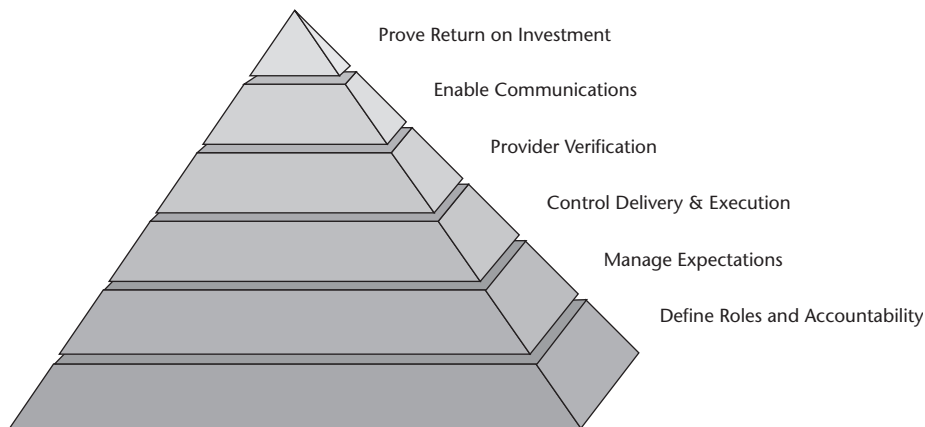 Prove Return on Investment
Enable Communications
Provider Verification
Control Delivery & Execution
Manage Expectations
Define Roles and Accountability